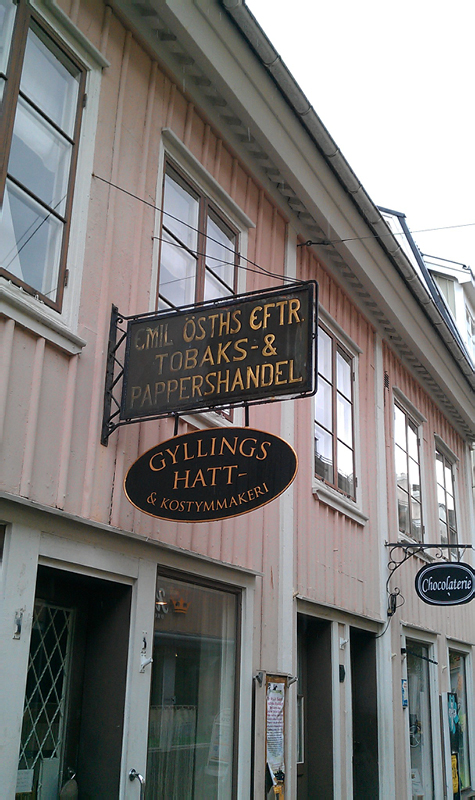 EMIL ÖSTHS EFTR.
TOBAKS- &
PAPPERSHANDEL
GYLLINGS
HATT-
& KOSTYMMAKERI
Chocolaterie